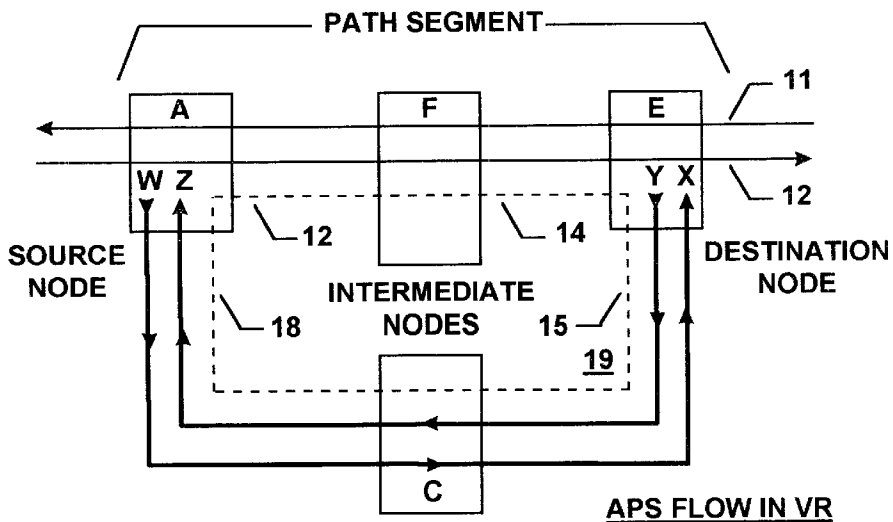 PATH SEGMENT
11
A
F
E
W Z
Y X
12
12
14
SOURCE
NODE
DESTINATION
NODE
INTERMEDIATE
NODES
18
15
19
C
APS FLOW IN VR